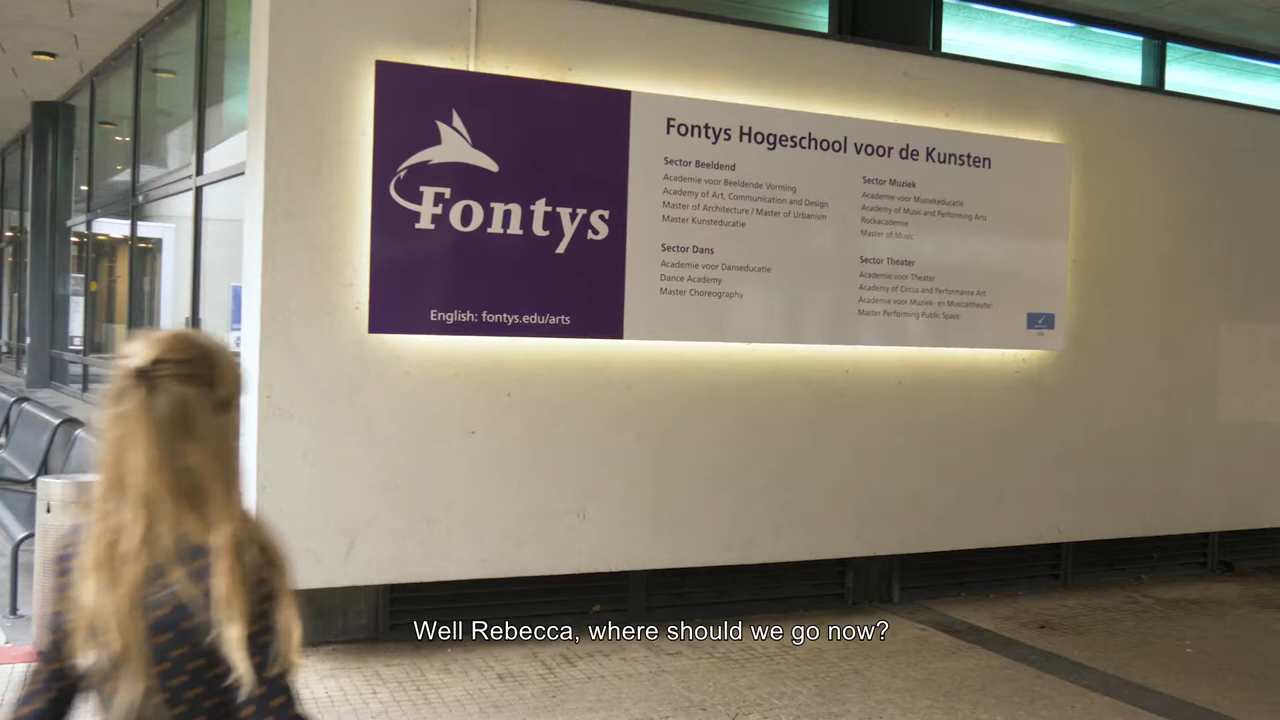 Fontys
English: fontys.edu/arts
Fontys Hogeschool voor de Kunsten
Sector Beeldend
Academie voor Beeldende Vorming
Academy of Art, Communication and Design
Master of Architecture / Master of Urbanism
Master Kunsteducatie
Sector Dans
Academie voor Danseducatie
Dance Academy
Master Choreography
Sector Muziek
Academie voor Muziekeducatie
Academy of Music and Performing Arts
Rockacademie
Master of Music
Sector Theater
Academie voor Theater
Academy of Circus and Performance Art
Academie voor Muziek- en Musicaltheater
Master Performing Public Space
Well Rebecca, where should we go now?